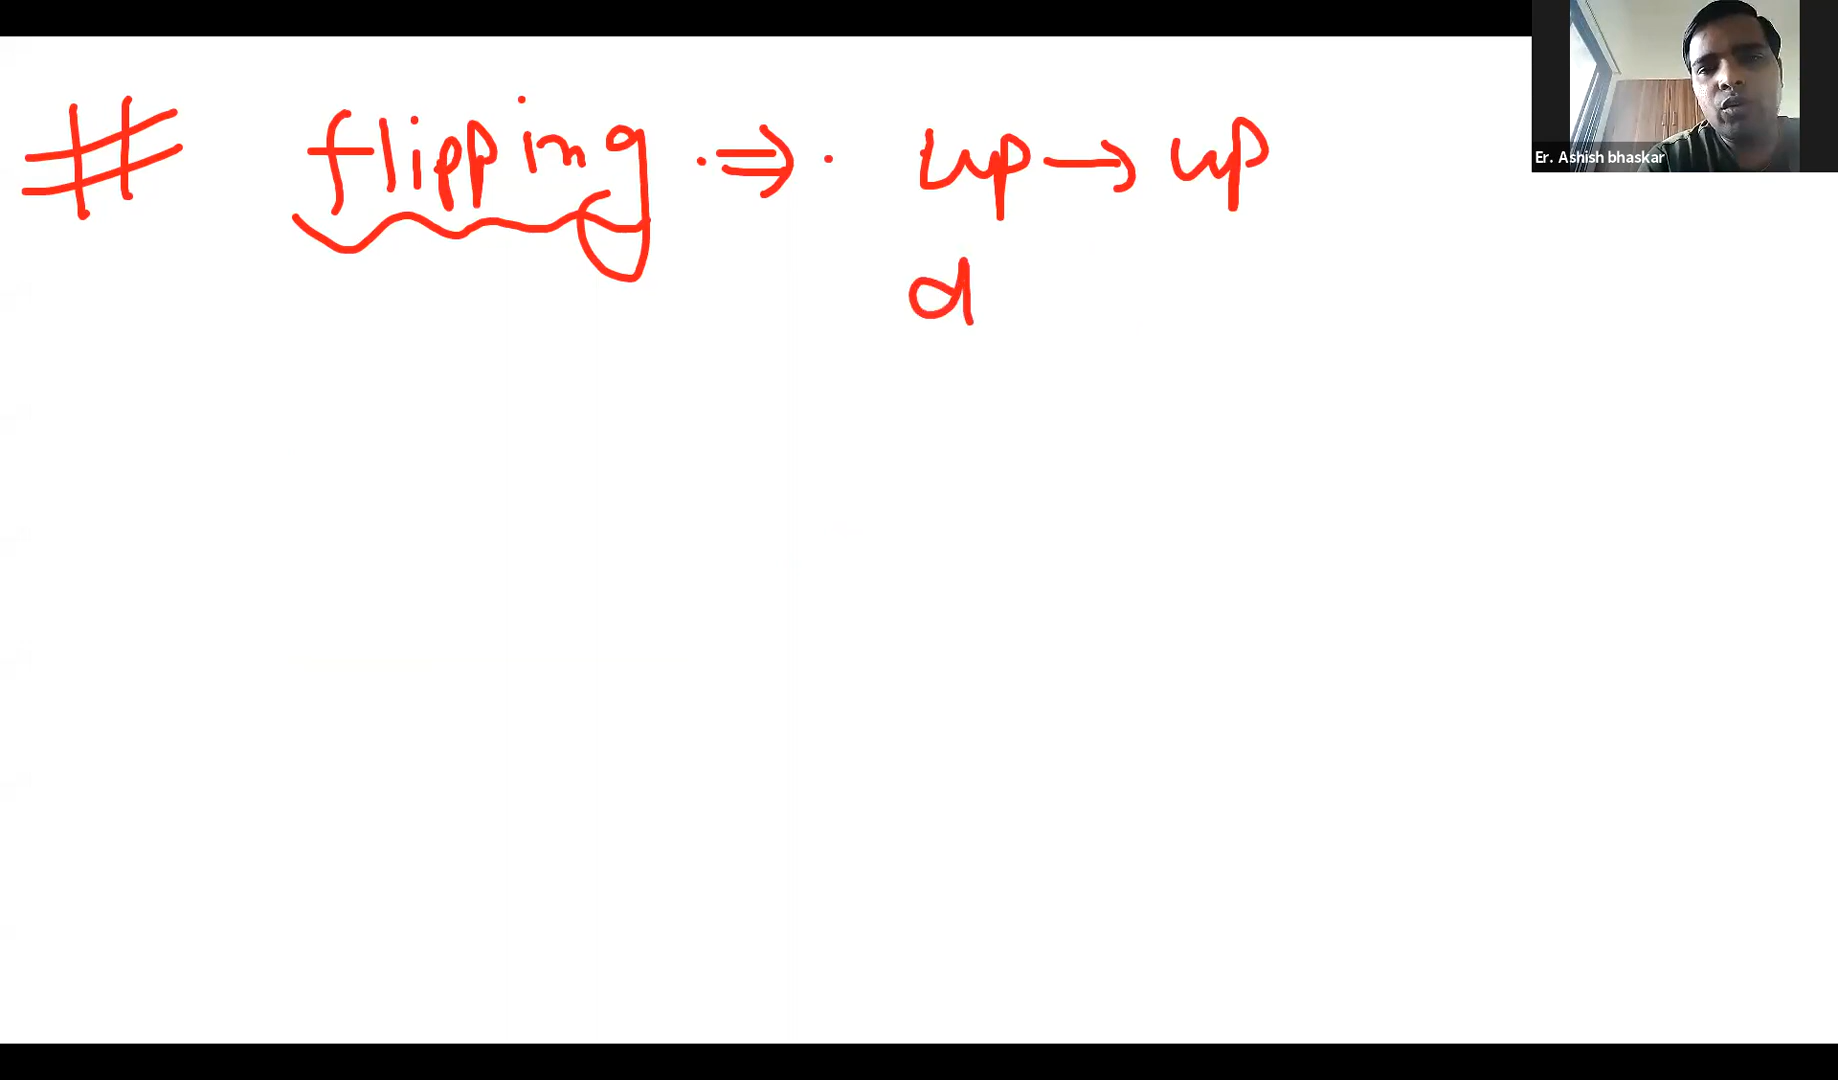 # flipping ⇒ up → up
d
Er. Ashish bhaskar